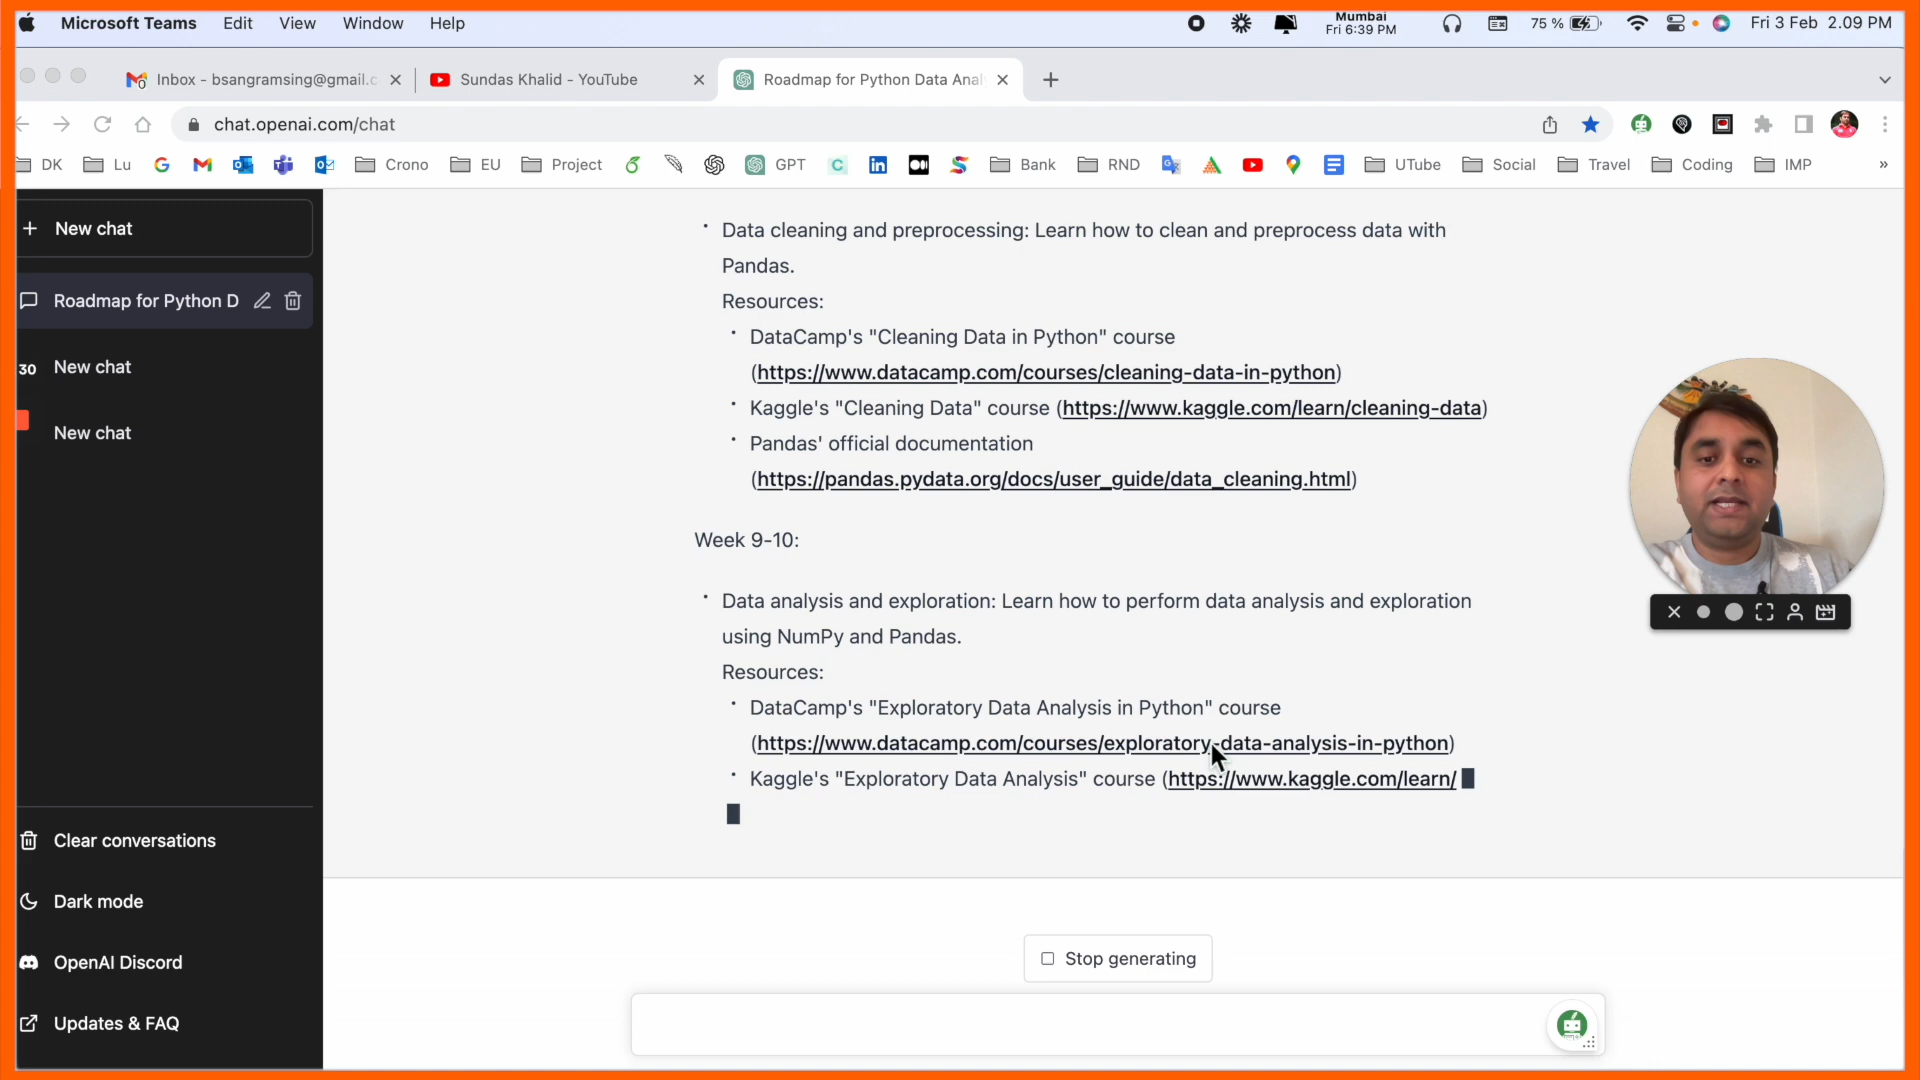 Microsoft Teams Edit View Window Help
Mumbai
Fri 6:39 PM
75 %
Fri 3 Feb 2.09 PM
Inbox - bsangramsing@gmail.c
Sundas Khalid - YouTube
Roadmap for Python Data Anal
chat.openai.com/chat
DK Lu Crono EU Project GPT Bank RND UTube Social Travel Coding IMP »
New chat
Roadmap for Python D
30 New chat
New chat
Clear conversations
Dark mode
OpenAI Discord
Updates & FAQ
Data cleaning and preprocessing: Learn how to clean and preprocess data with
Pandas.
Resources:
DataCamp's "Cleaning Data in Python" course
(https://www.datacamp.com/courses/cleaning-data-in-python)
Kaggle's "Cleaning Data" course (https://www.kaggle.com/learn/cleaning-data)
Pandas' official documentation
(https://pandas.pydata.org/docs/user_guide/data_cleaning.html)
Week 9-10:
Data analysis and exploration: Learn how to perform data analysis and exploration
using NumPy and Pandas.
Resources:
DataCamp's "Exploratory Data Analysis in Python" course
(https://www.datacamp.com/courses/exploratory-data-analysis-in-python)
Kaggle's "Exploratory Data Analysis" course (https://www.kaggle.com/learn/
Stop generating